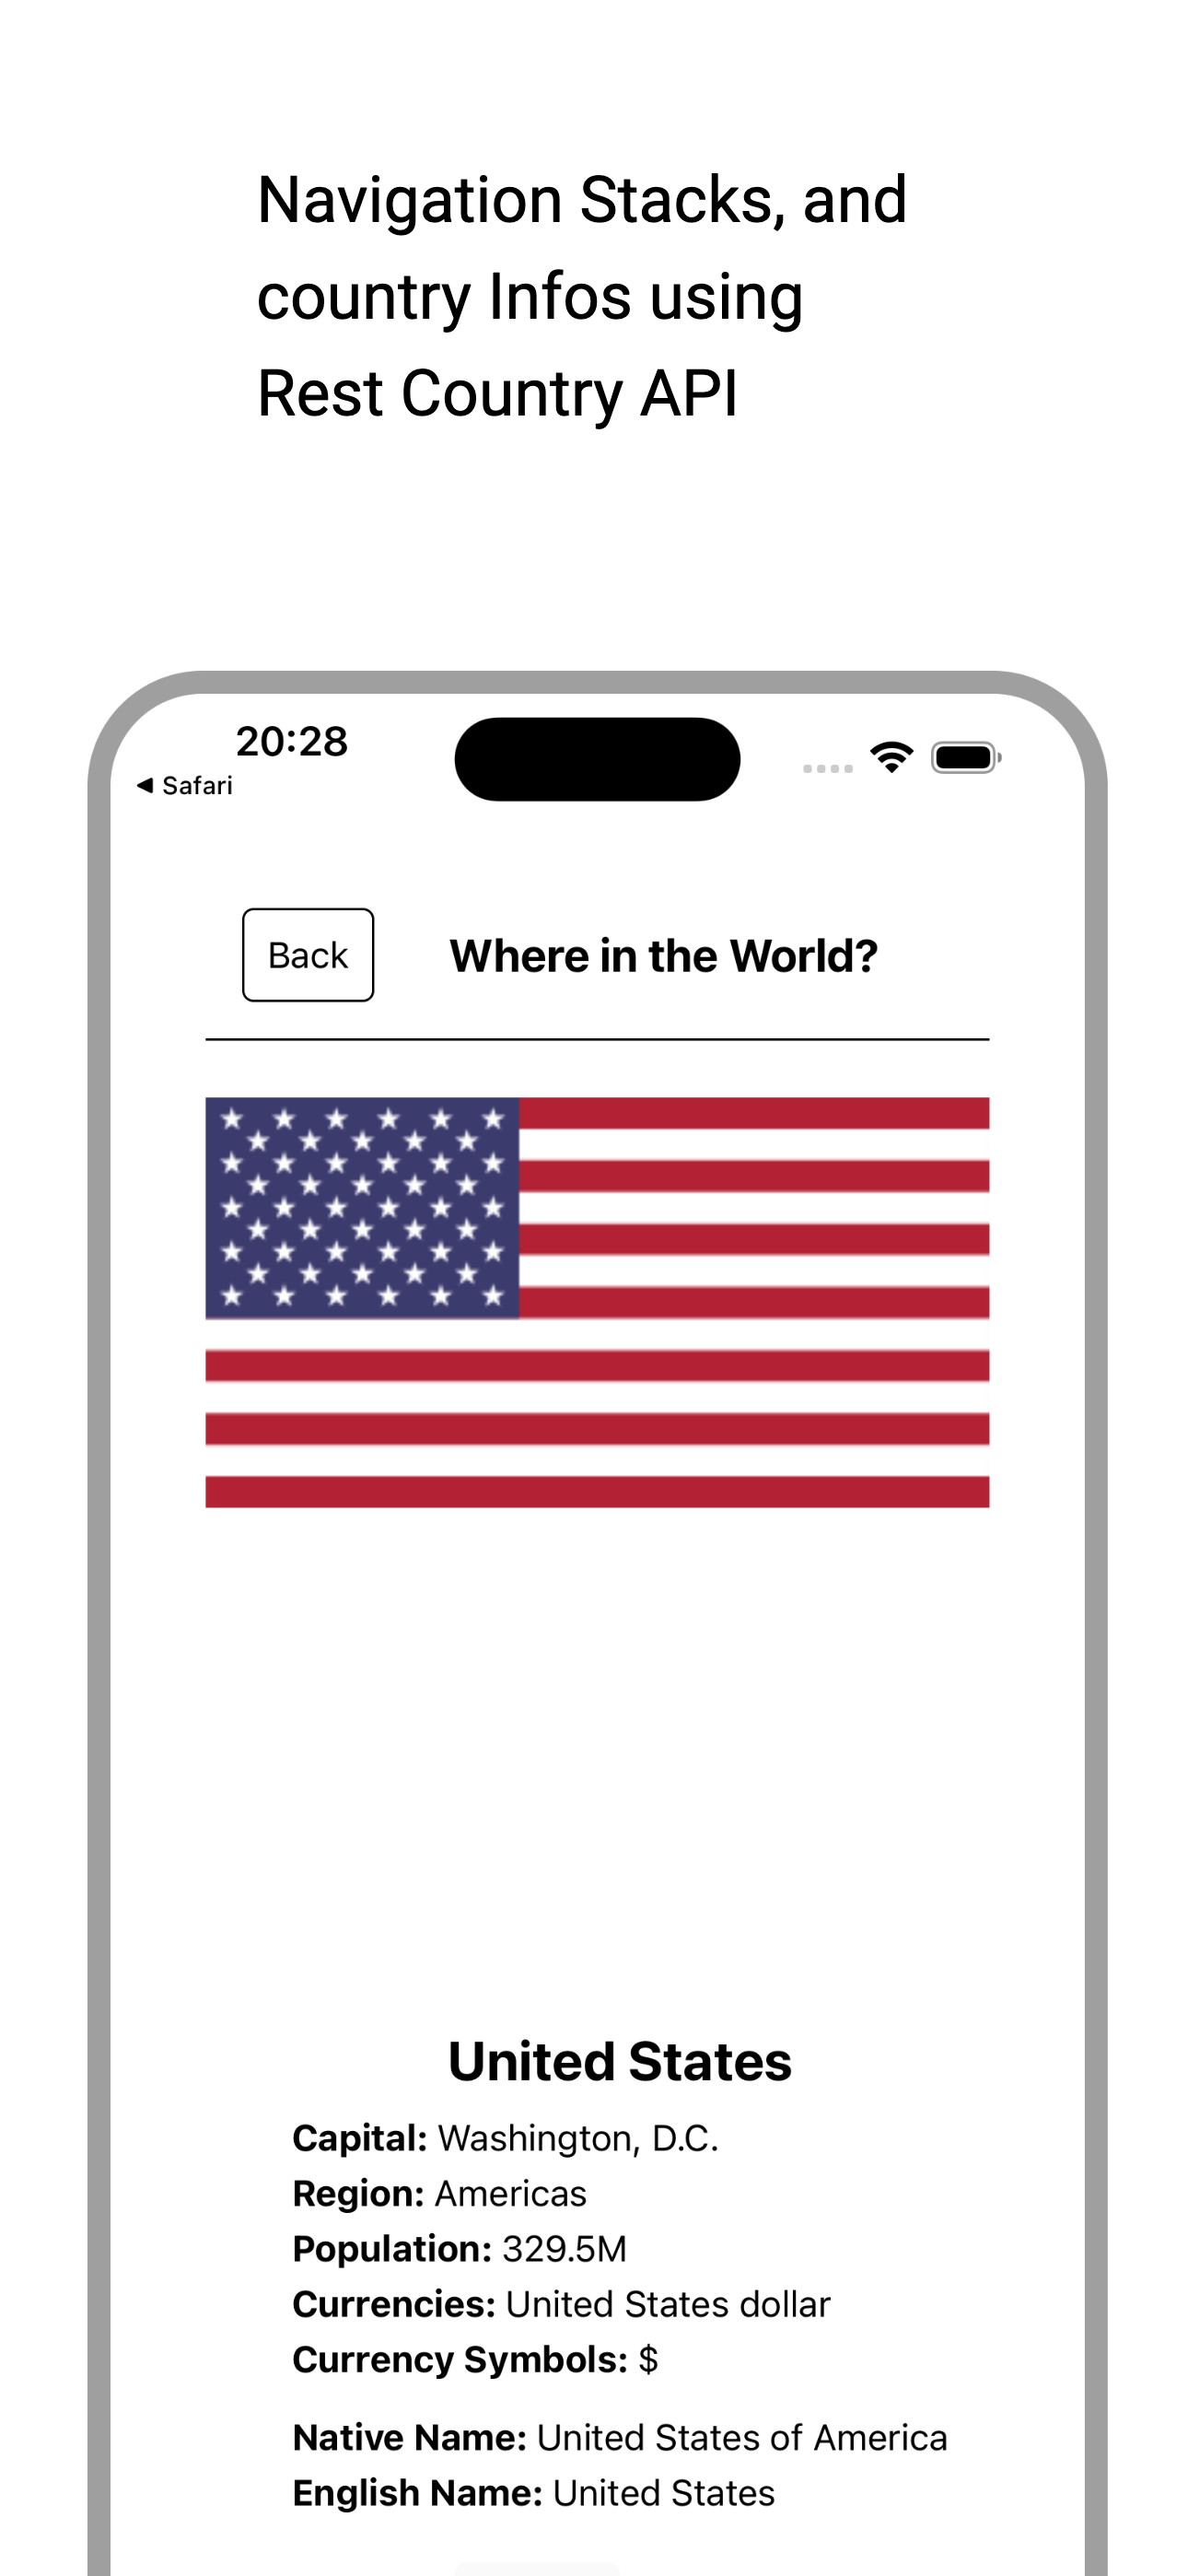 Navigation Stacks, and
country Infos using
Rest Country API
20:28
Safari
Back
Where in the World?
United States
Capital: Washington, D.C.
Region: Americas
Population: 329.5M
Currencies: United States dollar
Currency Symbols: $
Native Name: United States of America
English Name: United States